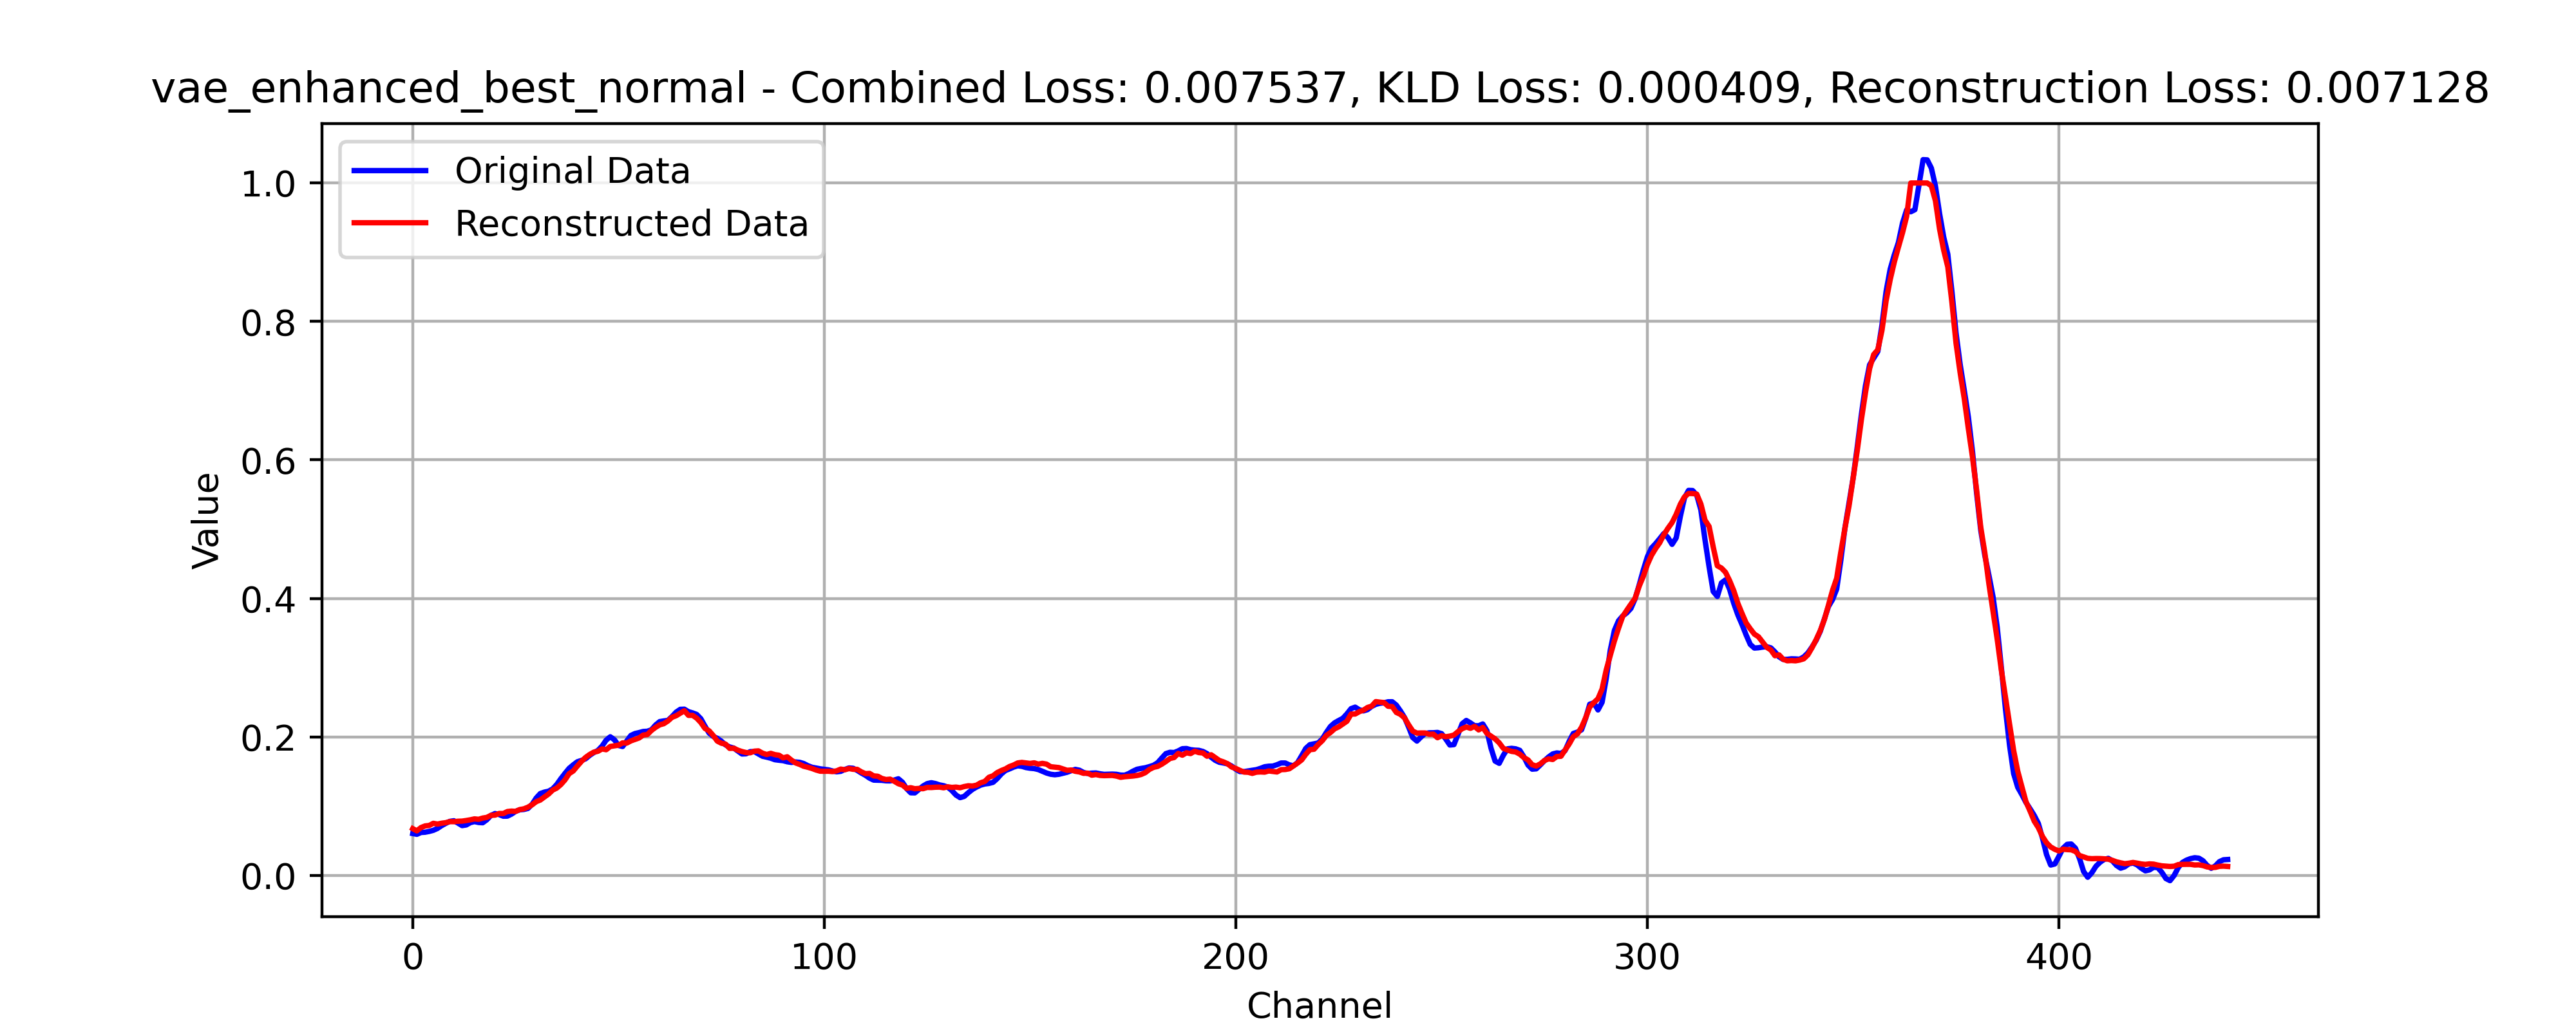 vae_enhanced_best_normal - Combined Loss: 0.007537, KLD Loss: 0.000409, Reconstruction Loss: 0.007128
Original Data
Reconstructed Data
1.0
0.8
0.6
0.4
0.2
0.0
Value
0 100 200 300 400
Channel